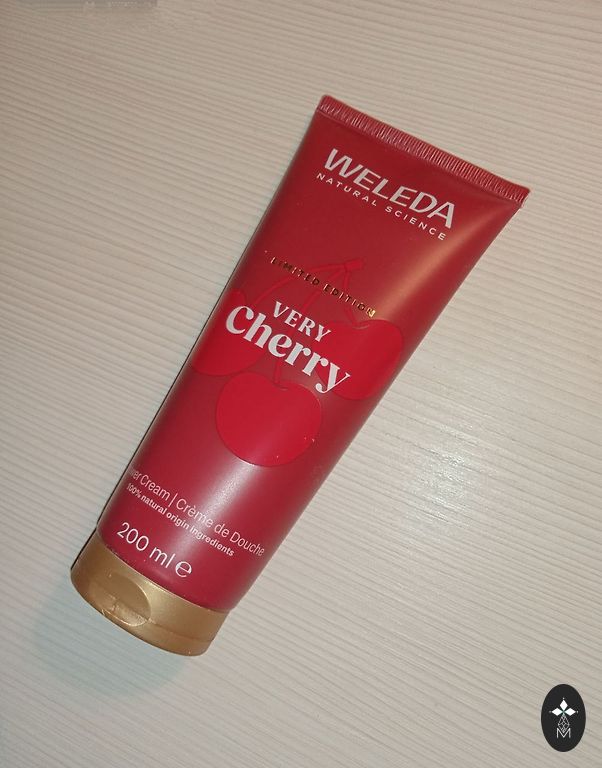 WELEDA
NATURAL SCIENCE
LIMITED EDITION
VERY
Cherry
Cream | Crème de Douche
100% natural origin ingredients
200 ml e
M